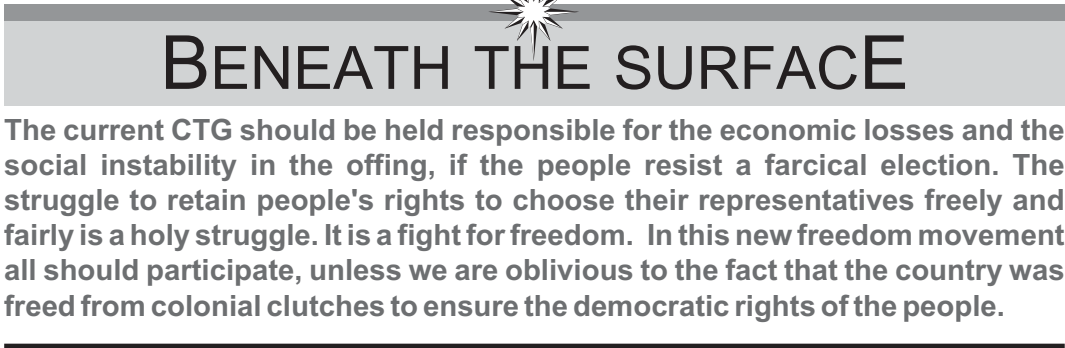 BENEATH THE SURFACE
The current CTG should be held responsible for the economic losses and the
social instability in the offing, if the people resist a farcical election. The
struggle to retain people's rights to choose their representatives freely and
fairly is a holy struggle. It is a fight for freedom. In this new freedom movement
all should participate, unless we are oblivious to the fact that the country was
freed from colonial clutches to ensure the democratic rights of the people.